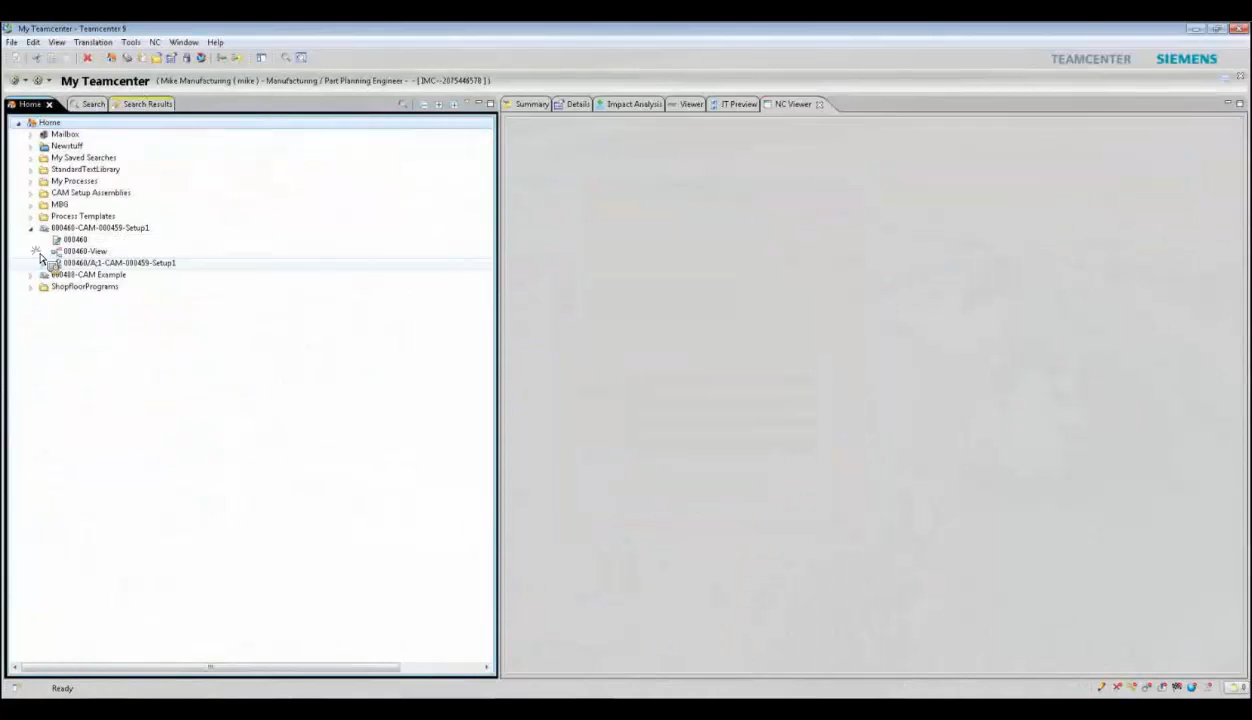 My Teamcenter - Teamcenter 9
File Edit View Translation Tools NC Window Help
TEAMCENTER SIEMENS
My Teamcenter ( Mike Manufacturing ( mike ) - Manufacturing / Part Planning Engineer - - [ IMC--2075446578 ] )
Home Search Search Results Summary Details Impact Analysis Viewer JT Preview NC Viewer
Home
Mailbox
Newstuff
My Saved Searches
StandardTextLibrary
My Processes
CAM Setup Assemblies
MBG
Process Templates
000460-CAM-000459-Setup1
000460
000460-View
000460/A;1-CAM-000459-Setup1
CAM Example
ShopfloorPrograms
Ready